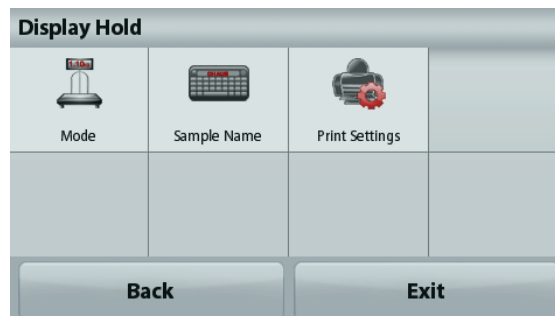 Display Hold
Mode
Sample Name
Print Settings
Back
Exit